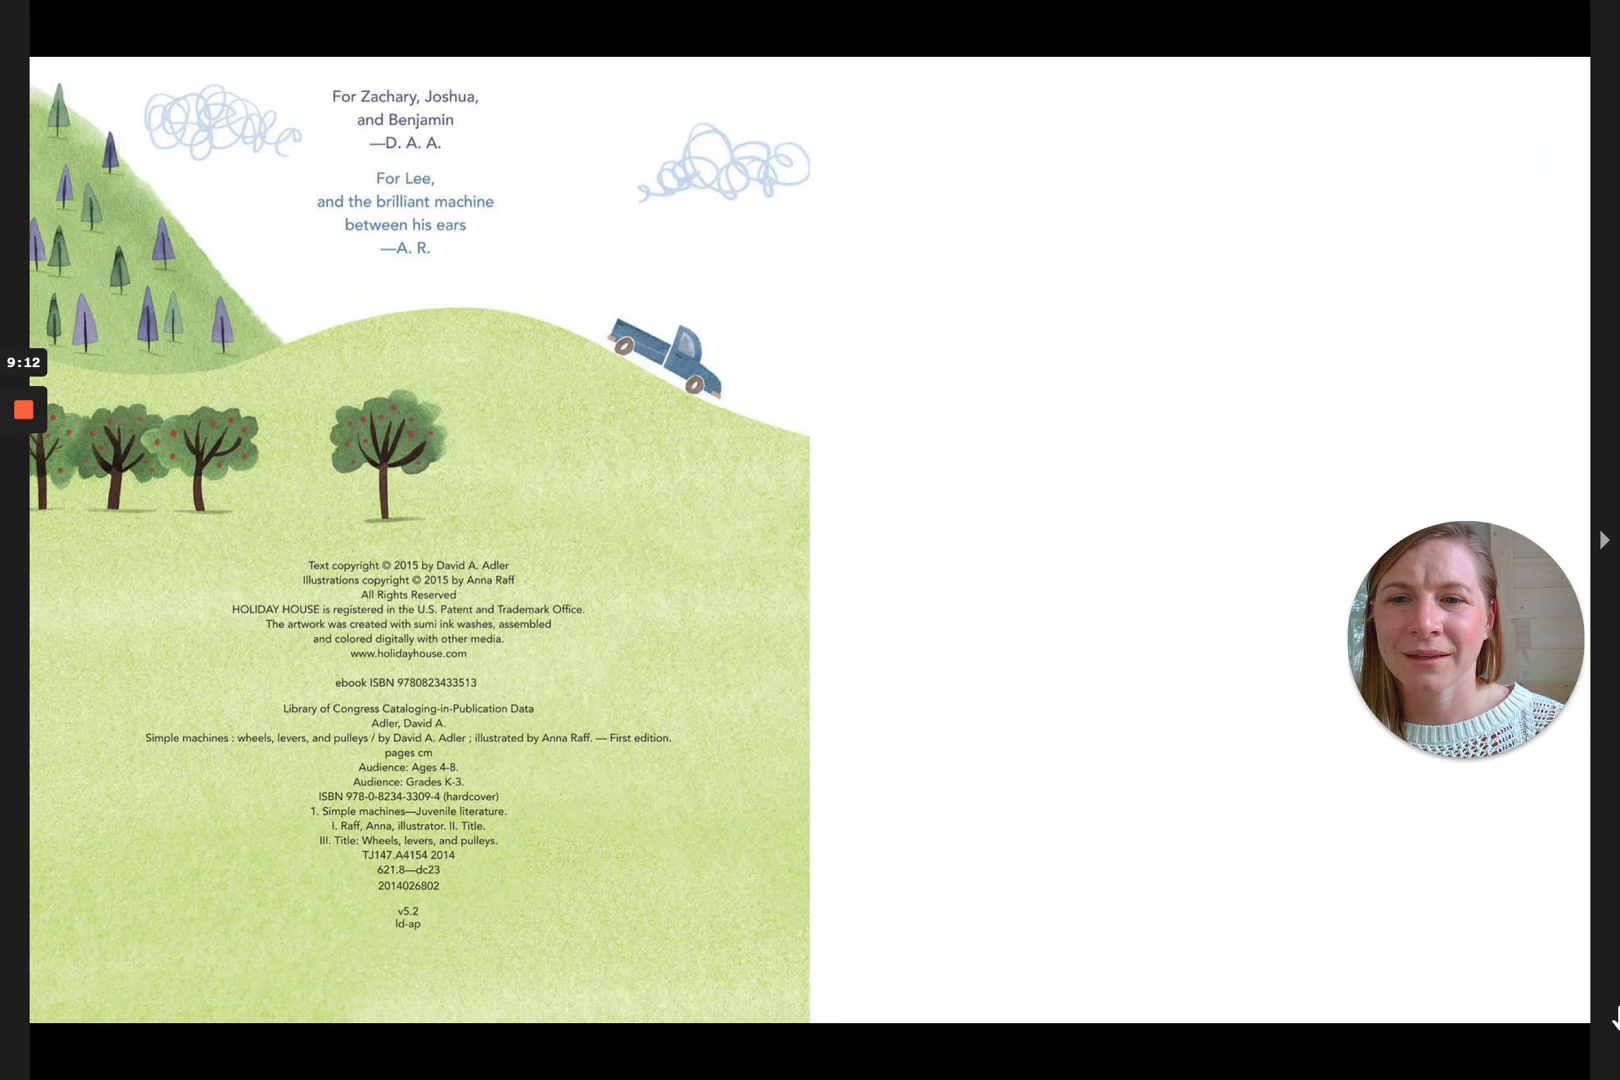 For Zachary, Joshua,
and Benjamin
—D. A. A.
For Lee,
and the brilliant machine
between his ears
—A. R.
9:12
Text copyright © 2015 by David A. Adler
Illustrations copyright © 2015 by Anna Raff
All Rights Reserved
HOLIDAY HOUSE is registered in the U.S. Patent and Trademark Office.
The artwork was created with sumi ink washes, assembled
and colored digitally with other media.
www.holidayhouse.com
ebook ISBN 9780823433513
Library of Congress Cataloging-in-Publication Data
Adler, David A.
Simple machines : wheels, levers, and pulleys / by David A. Adler ; illustrated by Anna Raff. — First edition.
pages cm
Audience: Ages 4-8.
Audience: Grades K-3.
ISBN 978-0-8234-3309-4 (hardcover)
1. Simple machines—Juvenile literature.
I. Raff, Anna, illustrator. II. Title.
III. Title: Wheels, levers, and pulleys.
TJ147.A4154 2014
621.8—dc23
2014026802
v5.2
ld-ap